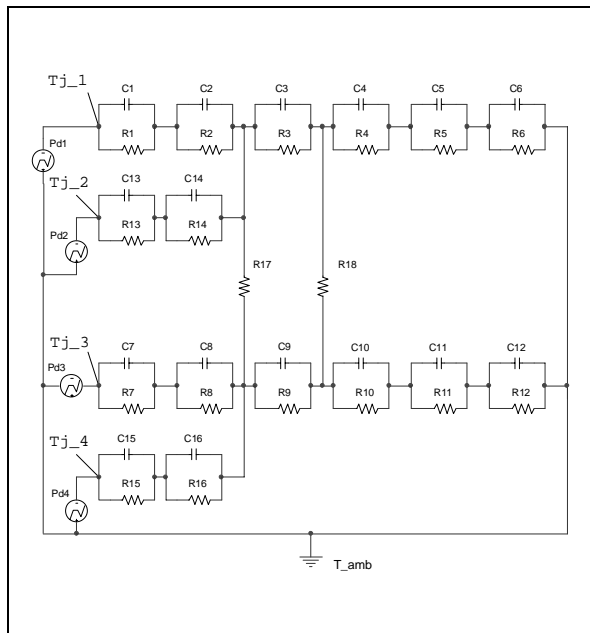 Tj_1
C1 C2 C3 C4 C5 C6
R1 R2 R3 R4 R5 R6
Pd1
Tj_2
C13 C14
R13 R14
Pd2
R17 R18
Tj_3
C7 C8 C9 C10 C11 C12
Pd3
R7 R8 R9 R10 R11 R12
Tj_4
C15 C16
R15 R16
Pd4
T_amb